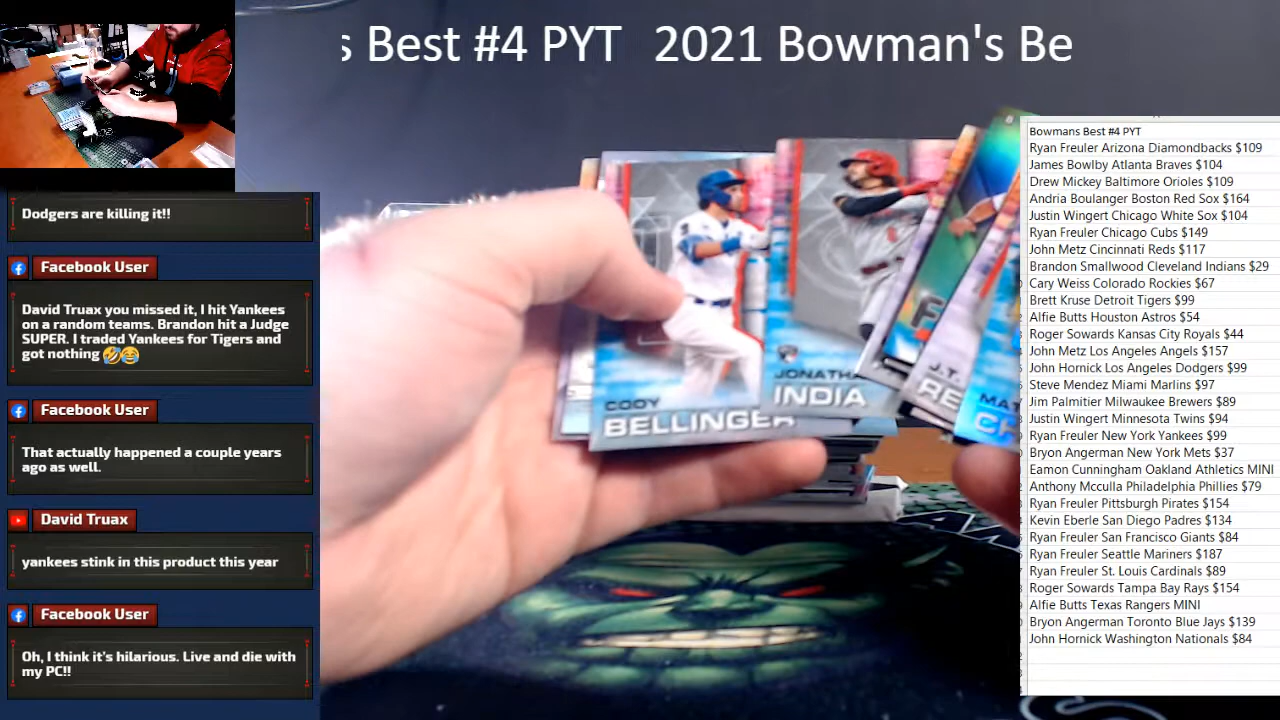 s Best #4 PYT 2021 Bowman's Be
Dodgers are killing it!!
Facebook User
David Truax you missed it, I hit Yankees
on a random teams. Brandon hit a Judge
SUPER. I traded Yankees for Tigers and
got nothing 🤣😂
Facebook User
That actually happened a couple years
ago as well.
David Truax
yankees stink in this product this year
Facebook User
Oh, I think it's hilarious. Live and die with
my PC!!
CODY
BELLINGER
JONATHA
INDIA
J.T.
RE
MAT
CH
Bowmans Best #4 PYT
Ryan Freuler Arizona Diamondbacks $109
James Bowlby Atlanta Braves $104
Drew Mickey Baltimore Orioles $109
Andria Boulanger Boston Red Sox $164
Justin Wingert Chicago White Sox $104
Ryan Freuler Chicago Cubs $149
John Metz Cincinnati Reds $117
Brandon Smallwood Cleveland Indians $29
Cary Weiss Colorado Rockies $67
Brett Kruse Detroit Tigers $99
Alfie Butts Houston Astros $54
Roger Sowards Kansas City Royals $44
John Metz Los Angeles Angels $157
John Hornick Los Angeles Dodgers $99
Steve Mendez Miami Marlins $97
Jim Palmitier Milwaukee Brewers $89
Justin Wingert Minnesota Twins $94
Ryan Freuler New York Yankees $99
Bryon Angerman New York Mets $37
Eamon Cunningham Oakland Athletics MINI
Anthony Mcculla Philadelphia Phillies $79
Ryan Freuler Pittsburgh Pirates $154
Kevin Eberle San Diego Padres $134
Ryan Freuler San Francisco Giants $84
Ryan Freuler Seattle Mariners $187
Ryan Freuler St. Louis Cardinals $89
Roger Sowards Tampa Bay Rays $154
Alfie Butts Texas Rangers MINI
Bryon Angerman Toronto Blue Jays $139
John Hornick Washington Nationals $84